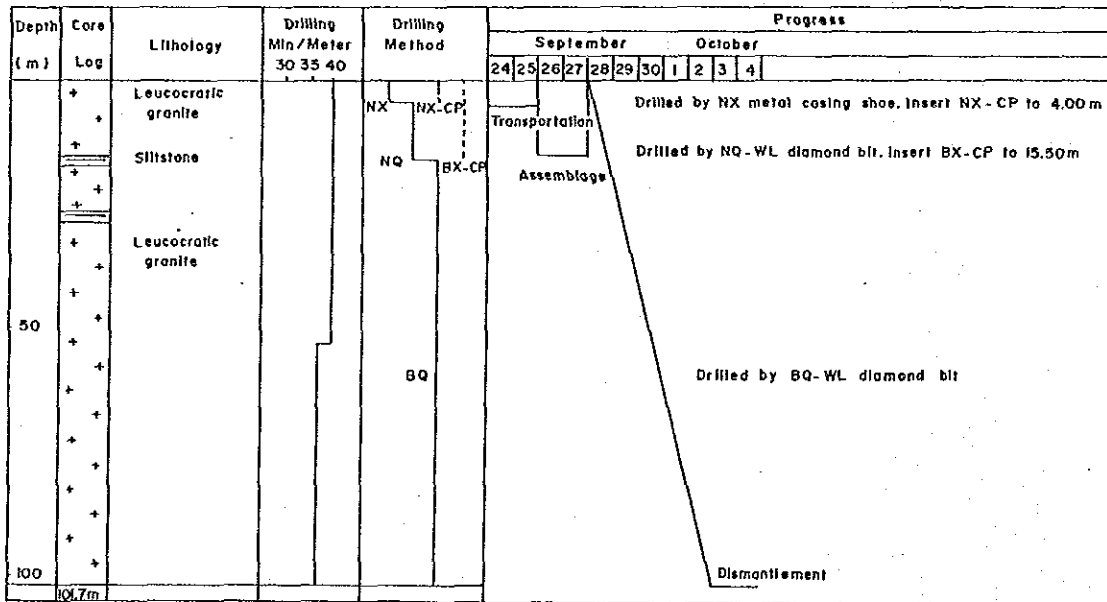 Depth
(m)
Core
Log
Lithology
Drilling
Min/Meter
30 35 40
Drilling
Method
Progress
September October
24 25 26 27 28 29 30 1 2 3 4
Leucocratic
granite
NX NX-CP
Transportation
Drilled by NX metal casing shoe. Insert NX-CP to 4.00m
Siltstone
NQ BX-CP
Assemblage
Drilled by NQ-WL diamond bit. Insert BX-CP to 15.50m
Leucocratic
granite
50
BQ
Drilled by BQ-WL diamond bit
100
Dismantlement
101.7m